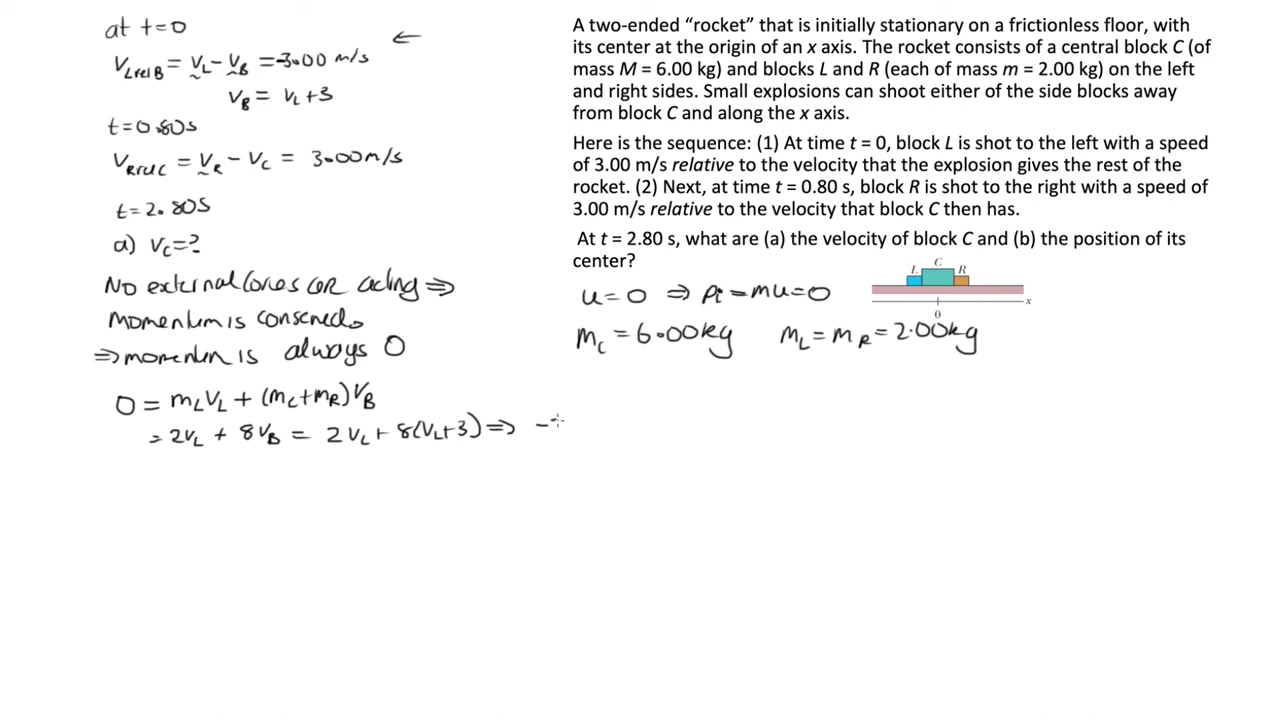 at t=0
V_LrelB = V_L - V_B = -3.00 m/s ←
V_B = V_L + 3
t=0.80s
V_RrelC = V_R - V_C = 3.00 m/s
t=2.80s
a) V_C=?
No external forces are acting ⇒
Momentum is conserved.
⇒ momentum is always 0
0 = m_L V_L + (m_C + m_R) V_B
= 2V_L + 8V_B = 2V_L + 8(V_L+3) ⇒ -
A two-ended “rocket” that is initially stationary on a frictionless floor, with
its center at the origin of an x axis. The rocket consists of a central block C (of
mass M = 6.00 kg) and blocks L and R (each of mass m = 2.00 kg) on the left
and right sides. Small explosions can shoot either of the side blocks away
from block C and along the x axis.
Here is the sequence: (1) At time t = 0, block L is shot to the left with a speed
of 3.00 m/s relative to the velocity that the explosion gives the rest of the
rocket. (2) Next, at time t = 0.80 s, block R is shot to the right with a speed of
3.00 m/s relative to the velocity that block C then has.
At t = 2.80 s, what are (a) the velocity of block C and (b) the position of its
center?
u=0 ⇒ Pi = mu=0
m_C = 6.00kg m_L = m_R = 2.00kg
L C R
x
0